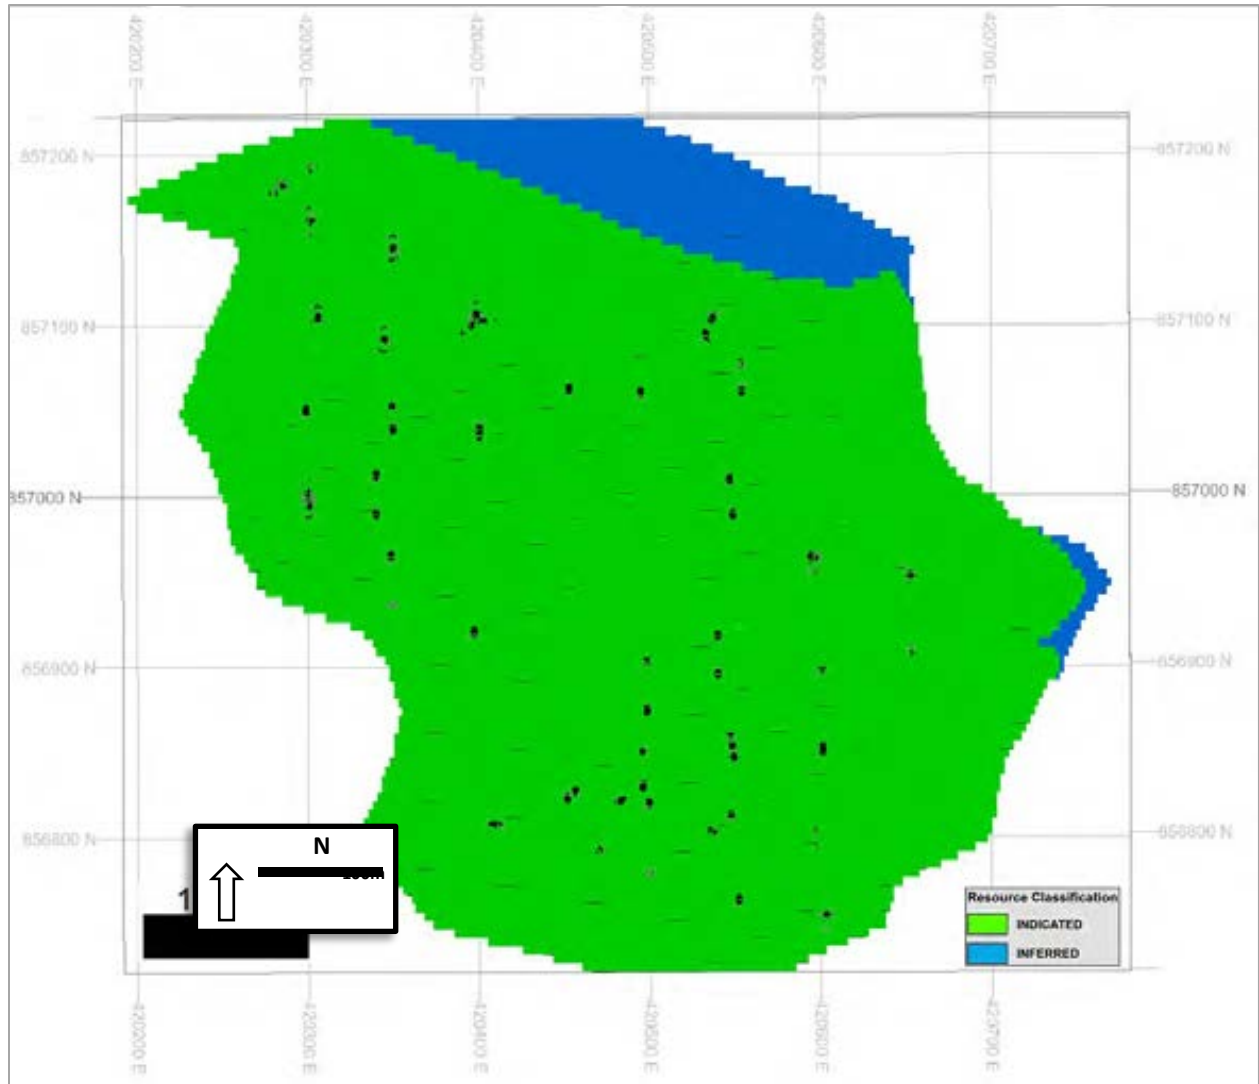 420200 E
420300 E
420400 E
420500 E
420600 E
420700 E
857200 N
857200 N
857100 N
857100 N
857000 N
857000 N
856900 N
856900 N
856800 N
856800 N
N
1
Resource Classification
INDICATED
INFERRED
420200 E
420300 E
420400 E
420500 E
420600 E
420700 E